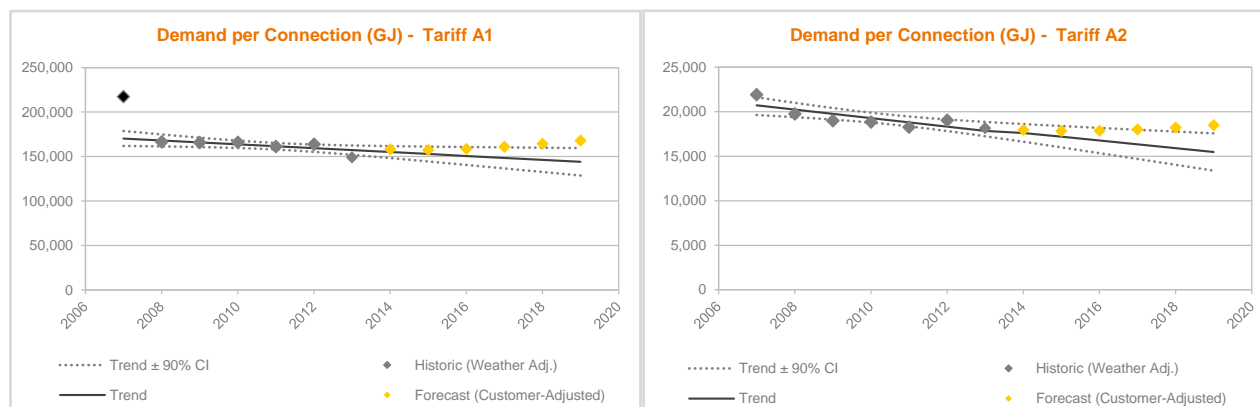 Demand per Connection (GJ) - Tariff A1
250,000
200,000
150,000
100,000
50,000
0
2006
2008
2010
2012
2014
2016
2018
2020
Trend ± 90% CI
Historic (Weather Adj.)
Trend
Forecast (Customer-Adjusted)
Demand per Connection (GJ) - Tariff A2
25,000
20,000
15,000
10,000
5,000
0
2006
2008
2010
2012
2014
2016
2018
2020
Trend ± 90% CI
Historic (Weather Adj.)
Trend
Forecast (Customer-Adjusted)